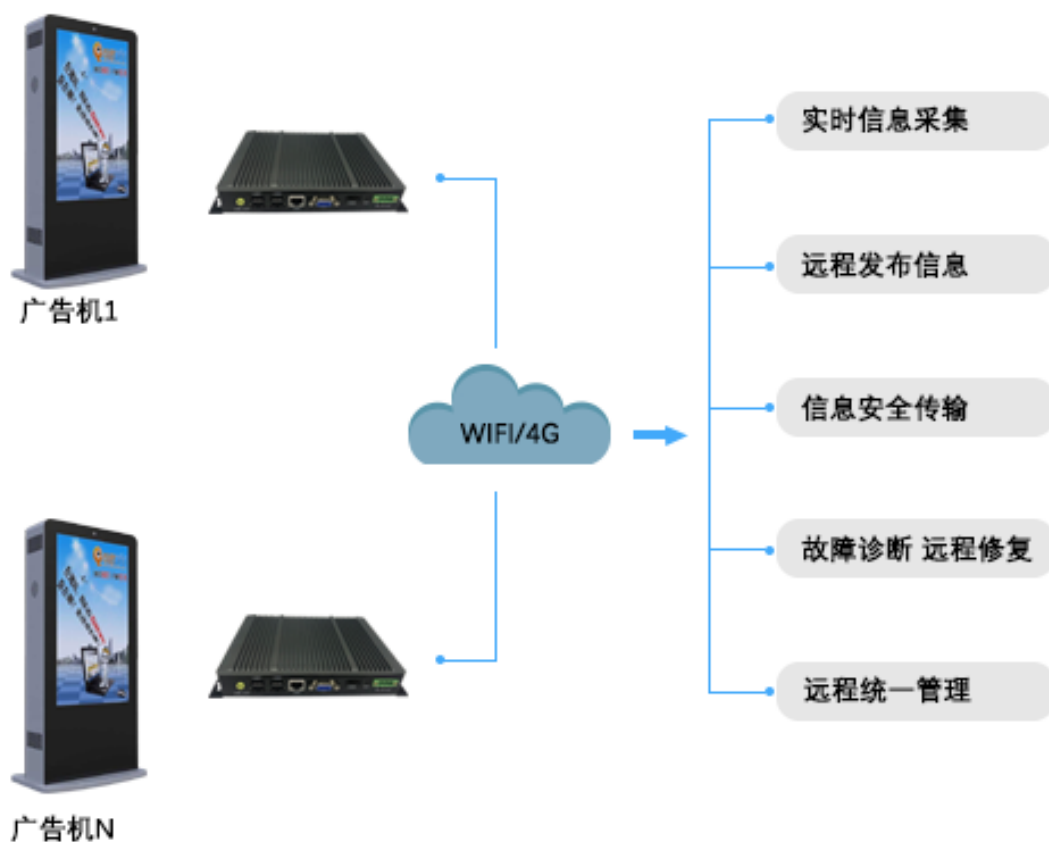 实时信息采集
广告机1
远程发布信息
信息安全传输
WIFI/4G
故障诊断 远程修复
远程统一管理
广告机N